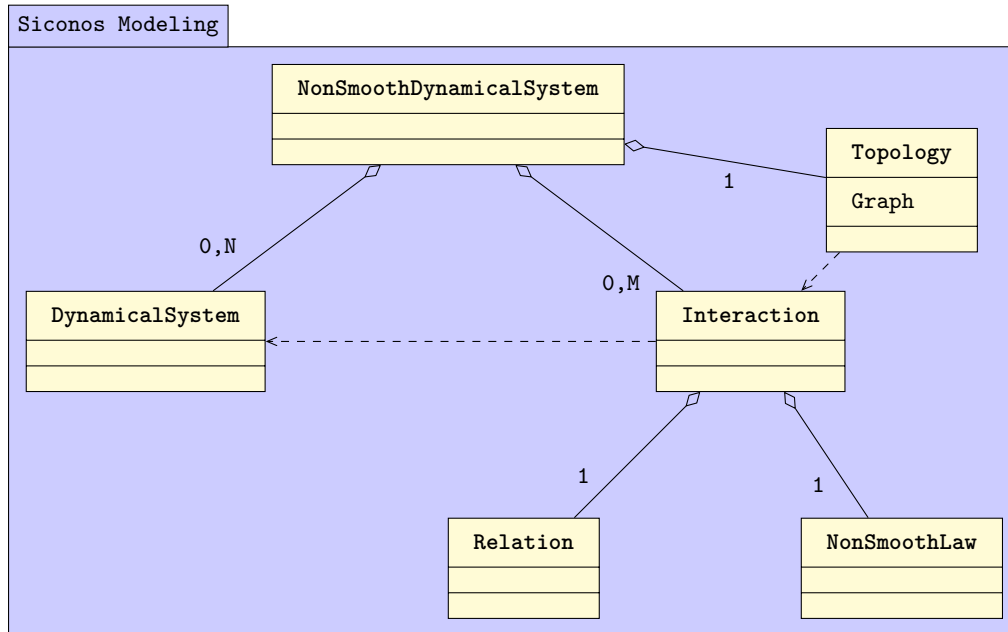 Siconos Modeling
NonSmoothDynamicalSystem
Topology
Graph
1
0,N
0,M
DynamicalSystem
Interaction
1
1
Relation
NonSmoothLaw